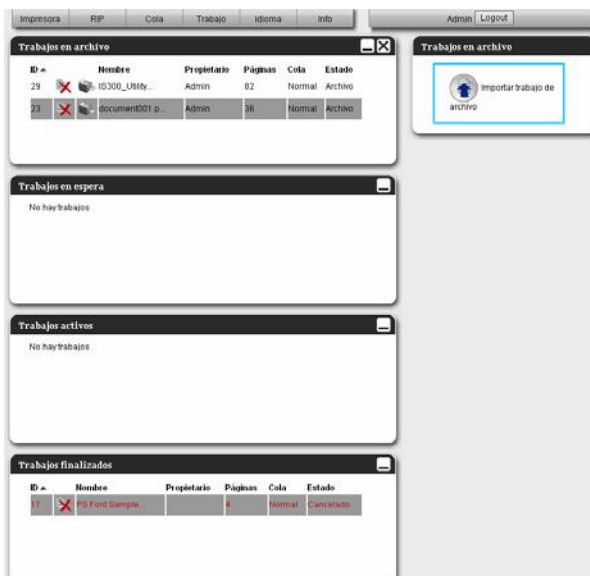 Impresora RIP Cola Trabajo Idioma Info Admin Logout
Trabajos en archivo
ID Nombre Propietario Páginas Cola Estado
29 IS300_Utility... Admin 82 Normal Archivo
23 document001.p... Admin 36 Normal Archivo
Trabajos en espera
No hay trabajos
Trabajos activos
No hay trabajos
Trabajos finalizados
ID Nombre Propietario Páginas Cola Estado
17 PS Font Sample... 4 Normal Cancelado
Trabajos en archivo
Importar trabajo de
archivo